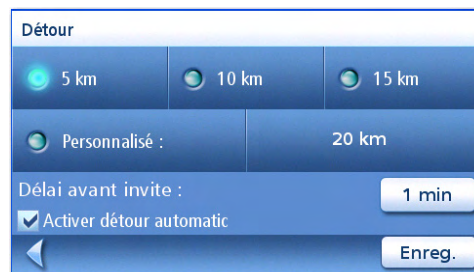 Détour
5 km 10 km 15 km
Personnalisé : 20 km
Délai avant invite : 1 min
Activer détour automatic
Enreg.